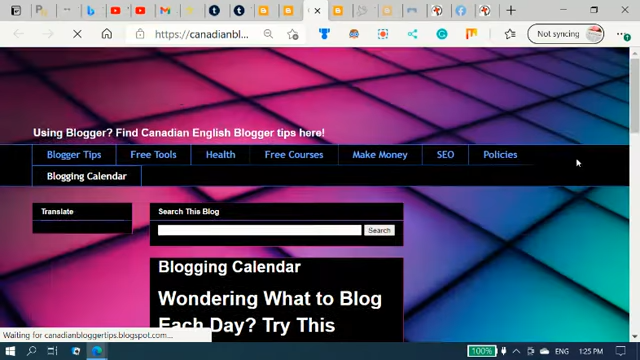 https://canadianbl...
Not syncing
Using Blogger? Find Canadian English Blogger tips here!
Blogger Tips
Free Tools
Health
Free Courses
Make Money
SEO
Policies
Blogging Calendar
Translate
Search This Blog
Search
Blogging Calendar
Wondering What to Blog
Each Day? Try This
Waiting for canadianbloggertips.blogspot.com...
100%
ENG
1:25 PM